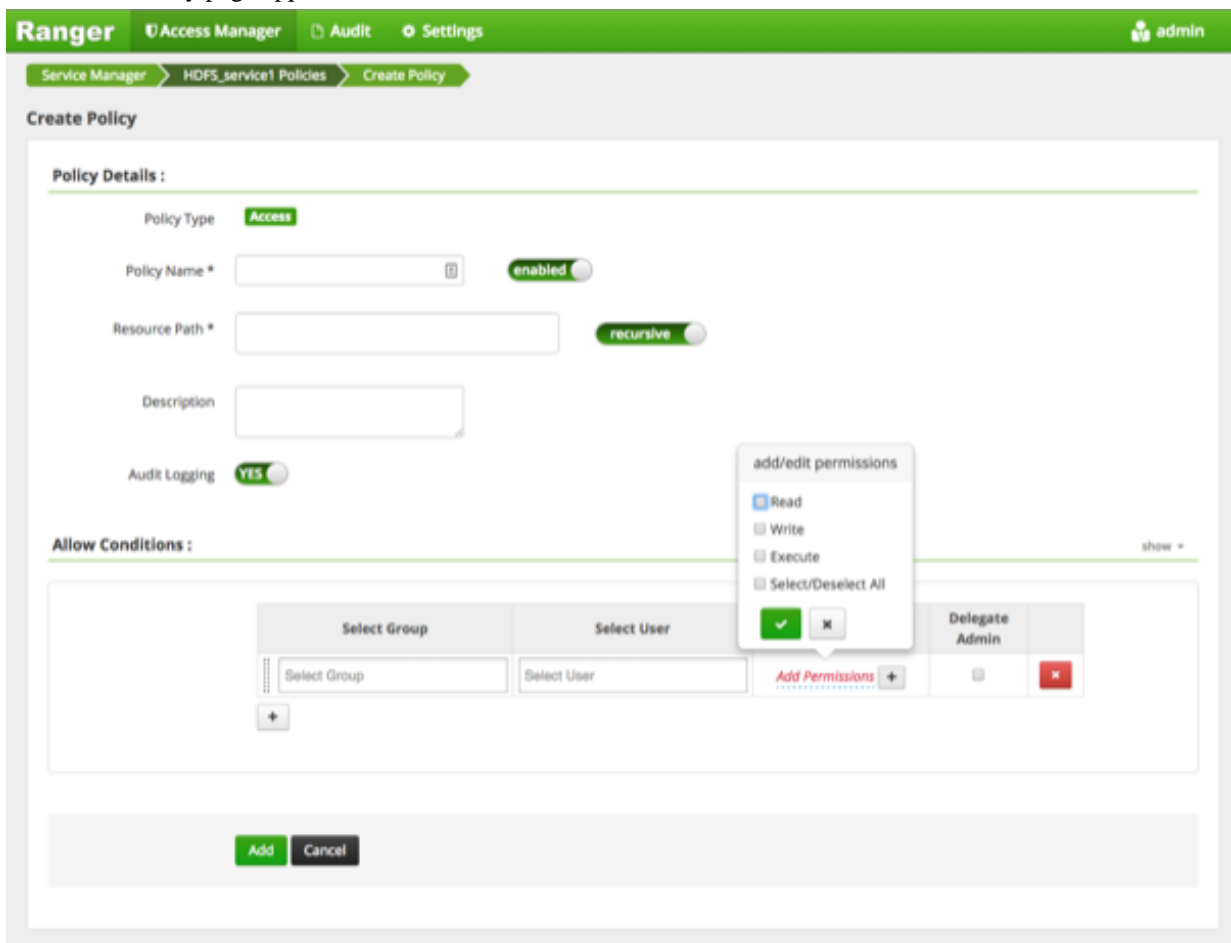 Ranger Access Manager Audit Settings admin
Service Manager HDFS_service1 Policies Create Policy
Create Policy
Policy Details :
Policy Type Access
Policy Name * enabled
Resource Path * recursive
Description
add/edit permissions
Audit Logging YES
Read
Write
Allow Conditions : show
Execute
Select/Deselect All
Select Group Select User Delegate
Admin
Select Group Select User Add Permissions +
+
Add Cancel